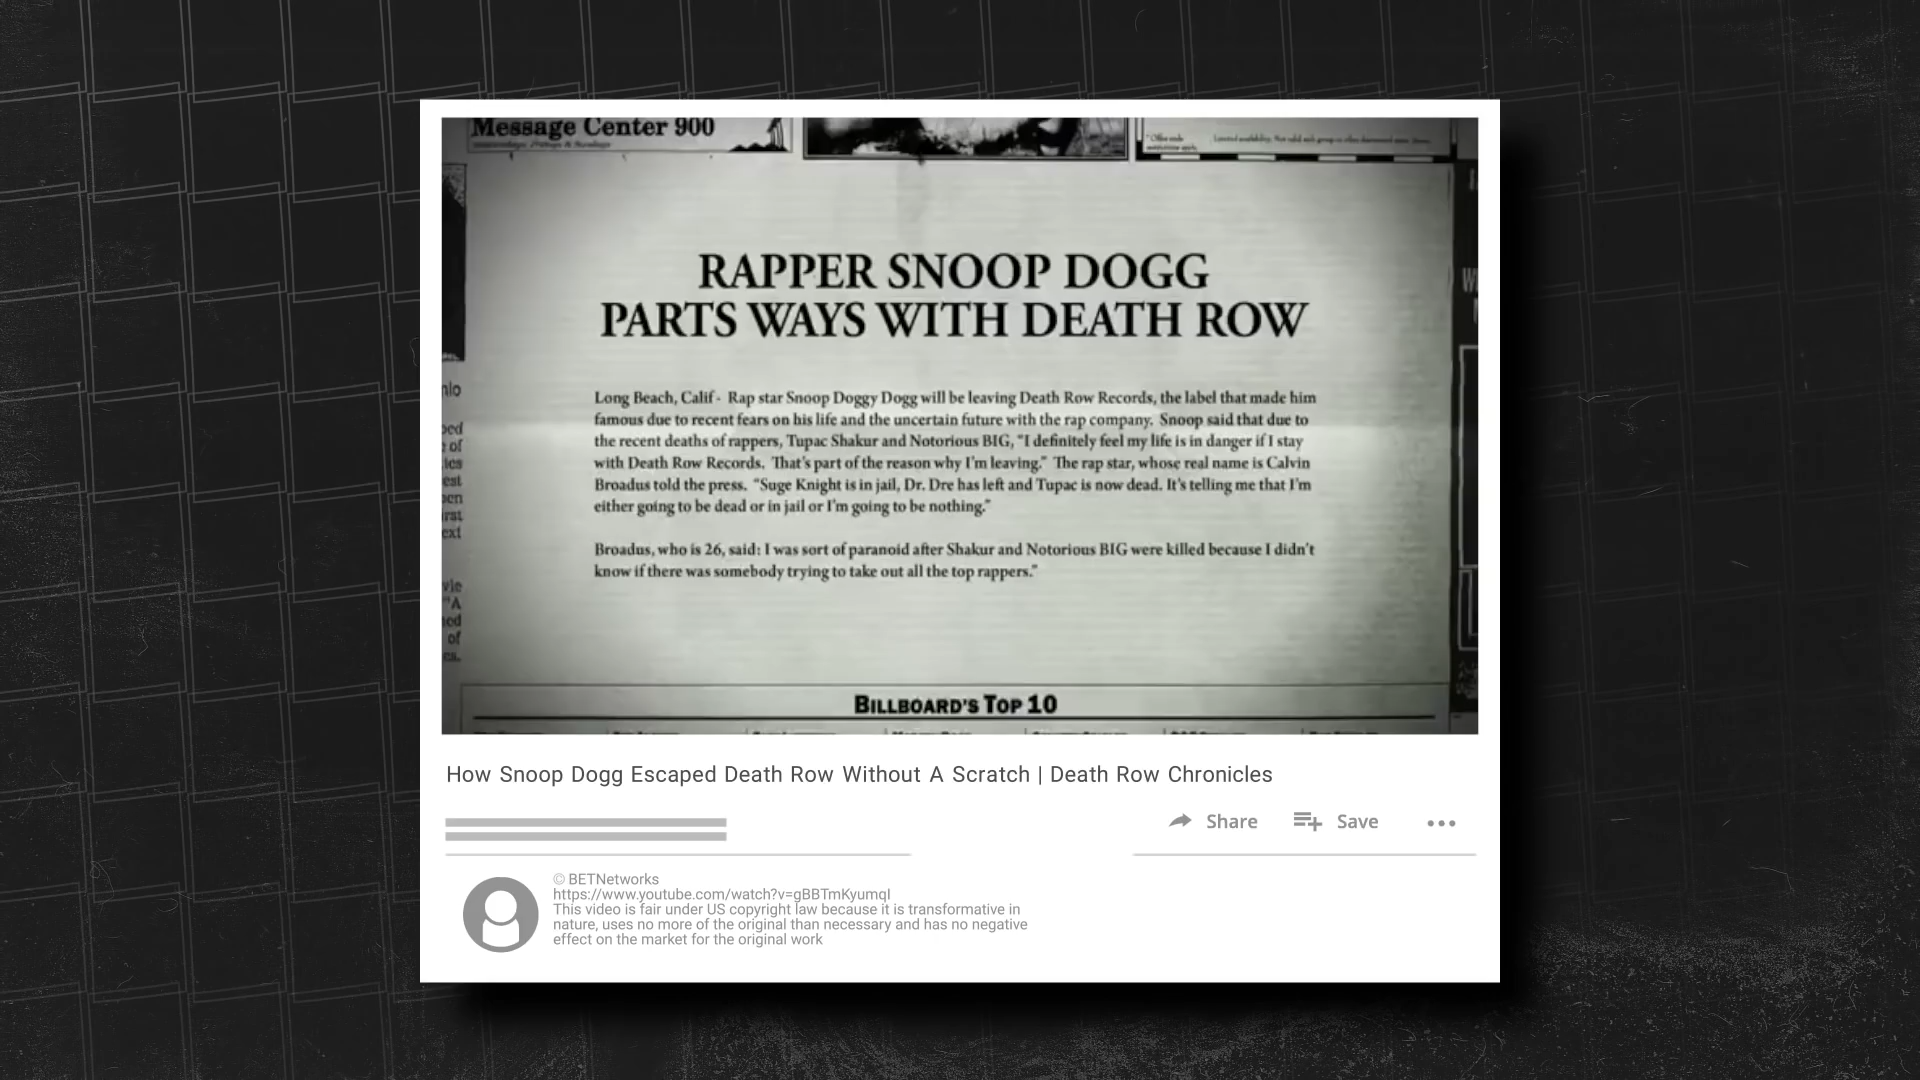 Message Center 900
RAPPER SNOOP DOGG
PARTS WAYS WITH DEATH ROW
Long Beach, Calif - Rap star Snoop Doggy Dogg will be leaving Death Row Records, the label that made him
famous due to recent fears on his life and the uncertain future with the rap company. Snoop said that due to
the recent deaths of rappers, Tupac Shakur and Notorious BIG, "I definitely feel my life is in danger if I stay
with Death Row Records. That's part of the reason why I'm leaving." The rap star, whose real name is Calvin
Broadus told the press. "Suge Knight is in jail, Dr. Dre has left and Tupac is now dead. It's telling me that I'm
either going to be dead or in jail or I'm going to be nothing."
Broadus, who is 26, said: I was sort of paranoid after Shakur and Notorious BIG were killed because I didn't
know if there was somebody trying to take out all the top rappers."
of
"A
of
BILLBOARD'S TOP 10
How Snoop Dogg Escaped Death Row Without A Scratch | Death Row Chronicles
Share Save
© BETNetworks
https://www.youtube.com/watch?v=gBBTmKyumqI
This video is fair under US copyright law because it is transformative in
nature, uses no more of the original than necessary and has no negative
effect on the market for the original work